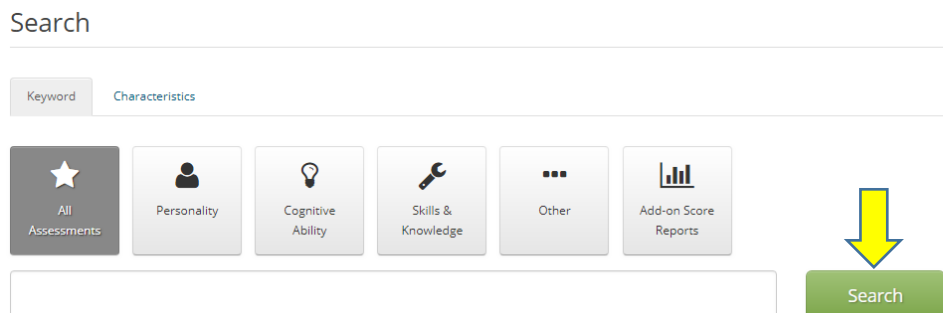 Search
Keyword Characteristics
All
Assessments
Personality
Cognitive
Ability
Skills &
Knowledge
Other
Add-on Score
Reports
Search